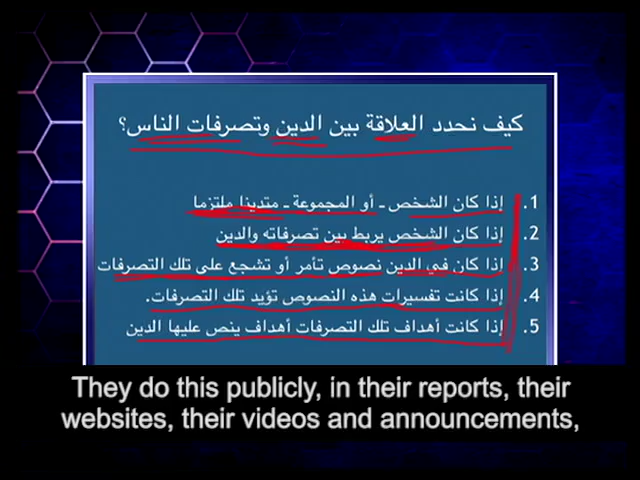 كيف نحدد العلاقة بين الدين وتصرفات الناس؟
1. إذا كان الشخص - أو المجموعة - متدينا ملتزما
2. إذا كان الشخص يربط بين تصرفاته والدين
3. إذا كان في الدين نصوص تأمر أو تشجع على تلك التصرفات
4. إذا كانت تفسيرات هذه النصوص تؤيد تلك التصرفات.
5. إذا كانت أهداف تلك التصرفات أهداف ينص عليها الدين
They do this publicly, in their reports, their
websites, their videos and announcements,